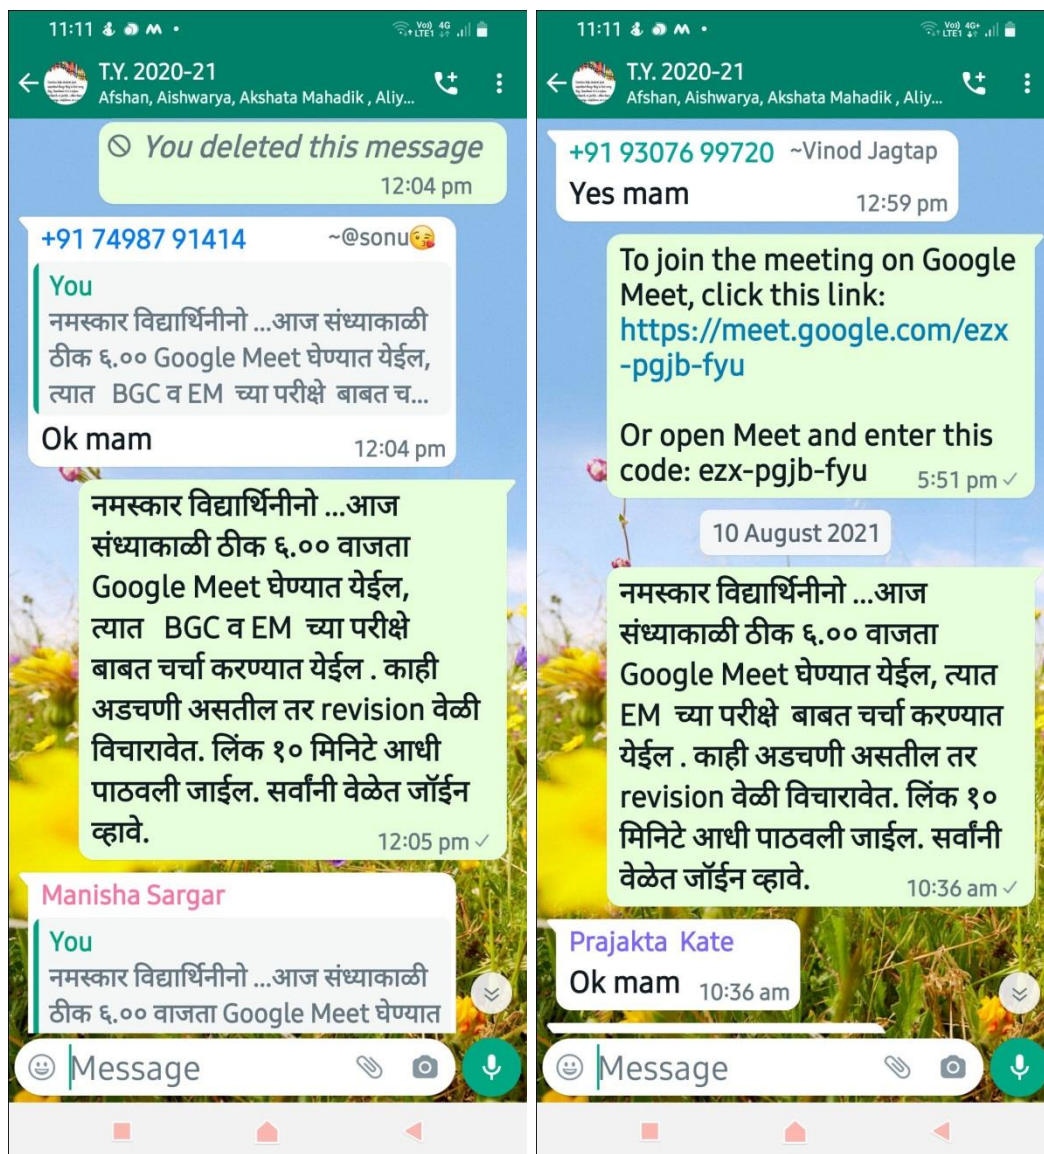 11:11
VoI) 4G
LTE1
T.Y. 2020-21
Afshan, Aishwarya, Akshata Mahadik , Aliy...
You deleted this message
12:04 pm
+91 74987 91414 ~@sonu😘
You
नमस्कार विद्यार्थिनीनो ...आज संध्याकाळी
ठीक ६.०० Google Meet घेण्यात येईल,
त्यात BGC व EM च्या परीक्षे बाबत च...
Ok mam
12:04 pm
नमस्कार विद्यार्थिनीनो ...आज
संध्याकाळी ठीक ६.०० वाजता
Google Meet घेण्यात येईल,
त्यात BGC व EM च्या परीक्षे
बाबत चर्चा करण्यात येईल . काही
अडचणी असतील तर revision वेळी
विचारावेत. लिंक १० मिनिटे आधी
पाठवली जाईल. सर्वांनी वेळेत जॉईन
व्हावे.
12:05 pm
Manisha Sargar
You
नमस्कार विद्यार्थिनीनो ...आज संध्याकाळी
ठीक ६.०० वाजता Google Meet घेण्यात
Message
11:11
VoI) 4G+
LTE1
T.Y. 2020-21
Afshan, Aishwarya, Akshata Mahadik , Aliy...
+91 93076 99720 ~Vinod Jagtap
Yes mam
12:59 pm
To join the meeting on Google
Meet, click this link:
https://meet.google.com/ezx
-pgjb-fyu
Or open Meet and enter this
code: ezx-pgjb-fyu
5:51 pm
10 August 2021
नमस्कार विद्यार्थिनीनो ...आज
संध्याकाळी ठीक ६.०० वाजता
Google Meet घेण्यात येईल, त्यात
EM च्या परीक्षे बाबत चर्चा करण्यात
येईल . काही अडचणी असतील तर
revision वेळी विचारावेत. लिंक १०
मिनिटे आधी पाठवली जाईल. सर्वांनी
वेळेत जॉईन व्हावे.
10:36 am
Prajakta Kate
Ok mam
10:36 am
Message